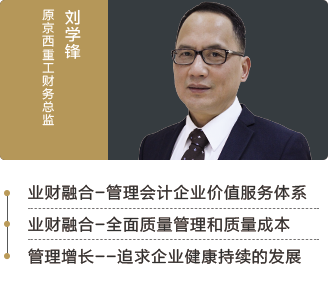 刘学锋
原京西重工财务总监
业财融合-管理会计企业价值服务体系
业财融合-全面质量管理和质量成本
管理增长--追求企业健康持续的发展